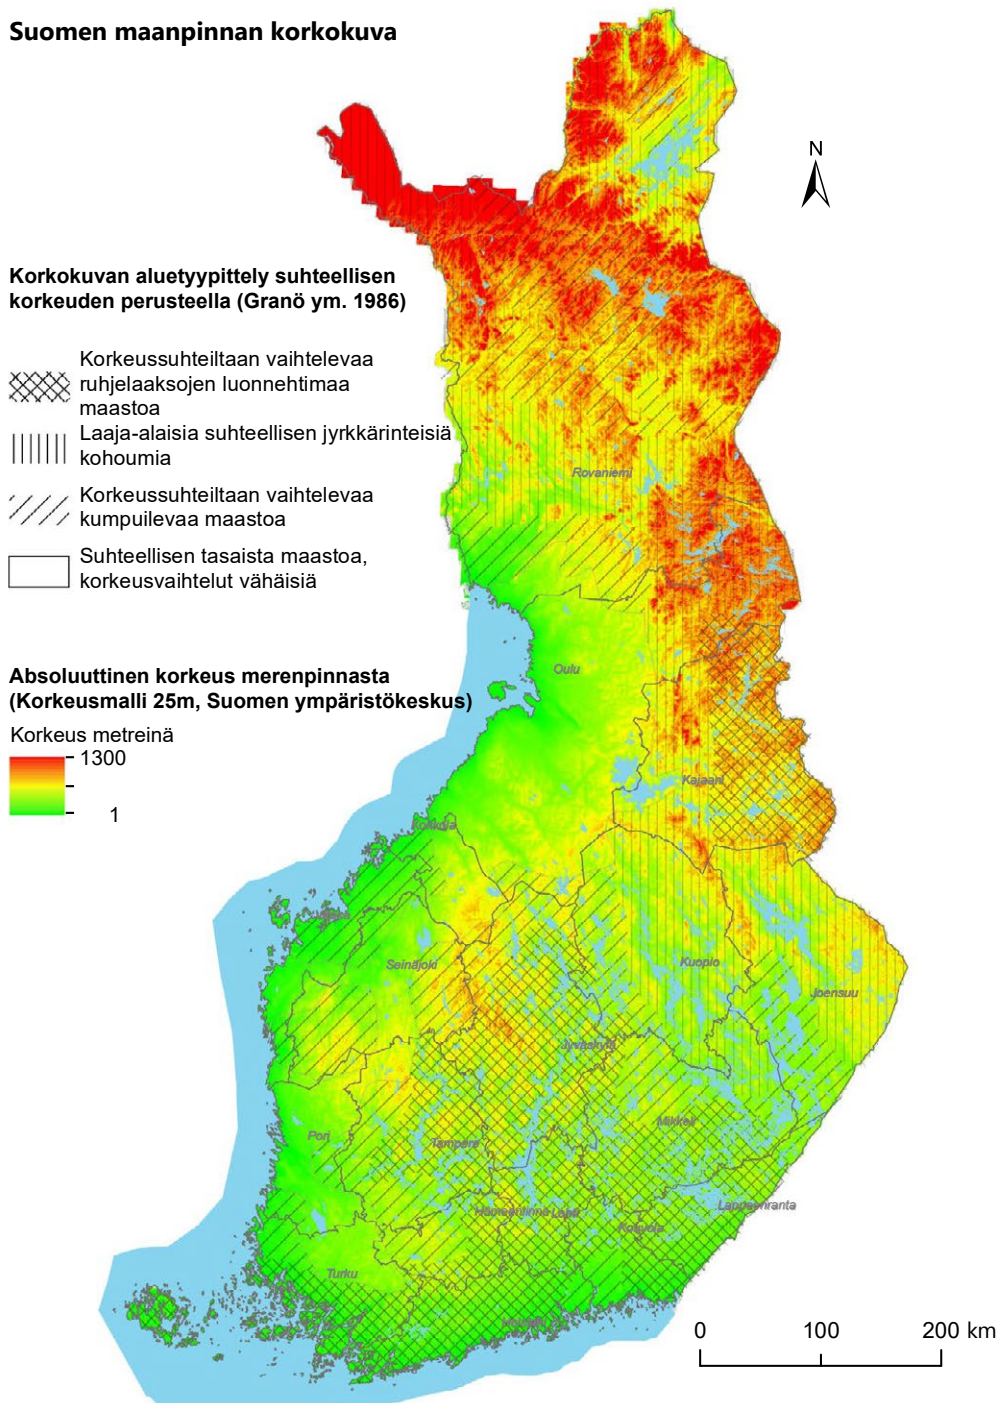 Suomen maanpinnan korkokuva
N
Korkokuvan aluetyypittely suhteellisen
korkeuden perusteella (Granö ym. 1986)
Korkeussuhteiltaan vaihtelevaa
ruhjelaaksojen luonnehtimaa
maastoa
Laaja-alaisia suhteellisen jyrkkärinteisiä
kohoumia
Korkeussuhteiltaan vaihtelevaa
kumpuilevaa maastoa
Suhteellisen tasaista maastoa,
korkeusvaihtelut vähäisiä
Absoluuttinen korkeus merenpinnasta
(Korkeusmalli 25m, Suomen ympäristökeskus)
Korkeus metreinä
1300
1
Rovaniemi
Oulu
Kajaani
Kokkola
Seinäjoki
Kuopio
Joensuu
Jyväskylä
Mikkeli
Pori
Tampere
Lappeenranta
Hämeenlinna
Lahti
Kouvola
Turku
0 100 200 km